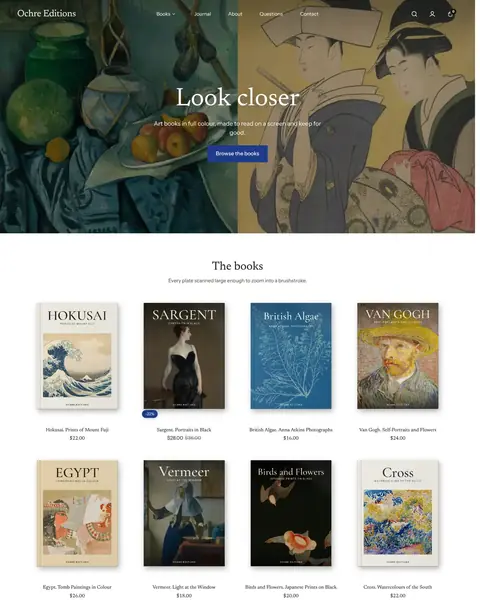 Ochre Editions
Books
Journal
About
Questions
Contact
Look closer
Art books in full colour, made to read on a screen and keep for
good.
Browse the books
The books
Every plate scanned large enough to zoom into a brushstroke.
HOKUSAI
SARGENT
British Algae
VAN GOGH
Hokusai, Prints of Mount Fuji
$22.00
Sargent, Portraits in Black
$28.00 $36.00
British Algae, Anna Atkins Photographs
$16.00
Van Gogh, Self-Portraits and Flowers
$24.00
EGYPT
Vermeer
Birds and Flowers
Cross
Egypt, Tomb Paintings in Colour
$26.00
Vermeer, Light at the Window
$18.00
Birds and Flowers, Japanese Prints on Black
$20.00
Cross, Watercolours of the South
$22.00